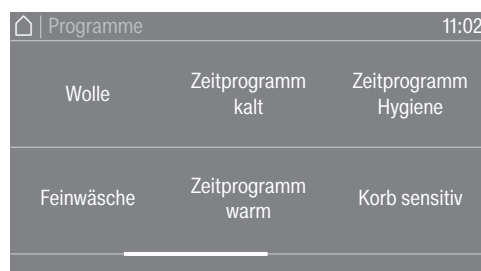 | Programme 11:02
Wolle
Zeitprogramm
kalt
Zeitprogramm
Hygiene
Feinwäsche
Zeitprogramm
warm
Korb sensitiv